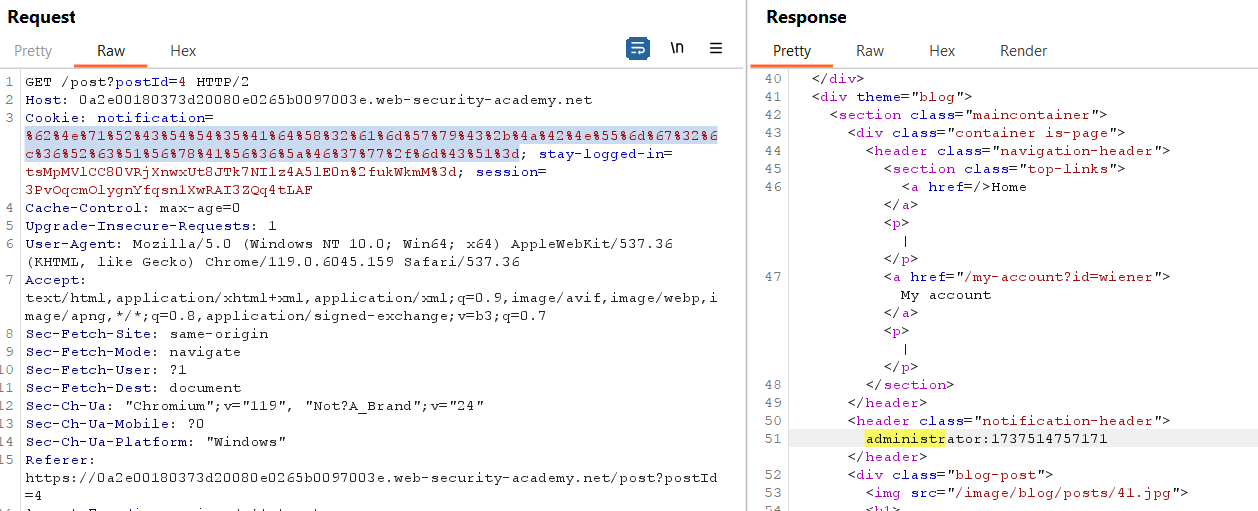 Request
Pretty Raw Hex
\n
1 GET /post?postId=4 HTTP/2
2 Host: 0a2e00180373d20080e0265b0097003e.web-security-academy.net
3 Cookie: notification=
%62%4e%71%52%43%54%54%35%41%64%58%32%61%6d%57%79%43%2b%4a%42%4e%55%6d%67%32%6
c%36%52%63%51%56%78%41%56%36%5a%46%37%77%2f%6d%43%51%3d; stay-logged-in=
tsMpMVlCC80VRjXnwxUt8JTk7NIlz4A5lE0n%2fukWkmM%3d; session=
3PvOqcmOlygnYfqsnlXwRAI3ZQq4tLAF
4 Cache-Control: max-age=0
5 Upgrade-Insecure-Requests: 1
6 User-Agent: Mozilla/5.0 (Windows NT 10.0; Win64; x64) AppleWebKit/537.36
(KHTML, like Gecko) Chrome/119.0.6045.159 Safari/537.36
7 Accept:
text/html,application/xhtml+xml,application/xml;q=0.9,image/avif,image/webp,i
mage/apng,*/*;q=0.8,application/signed-exchange;v=b3;q=0.7
8 Sec-Fetch-Site: same-origin
9 Sec-Fetch-Mode: navigate
10 Sec-Fetch-User: ?1
11 Sec-Fetch-Dest: document
12 Sec-Ch-Ua: "Chromium";v="119", "Not?A_Brand";v="24"
13 Sec-Ch-Ua-Mobile: ?0
14 Sec-Ch-Ua-Platform: "Windows"
15 Referer:
https://0a2e00180373d20080e0265b0097003e.web-security-academy.net/post?postId
=4
Response
Pretty Raw Hex Render
40 </div>
41 <div theme="blog">
42 <section class="maincontainer">
43 <div class="container is-page">
44 <header class="navigation-header">
45 <section class="top-links">
46 <a href=/>Home
</a>
<p>
|
</p>
47 <a href="/my-account?id=wiener">
My account
</a>
<p>
|
</p>
48 </section>
49 </header>
50 <header class="notification-header">
51 administrator:1737514757171
</header>
52 <div class="blog-post">
53 <img src="/image/blog/posts/41.jpg">
54 <h1>